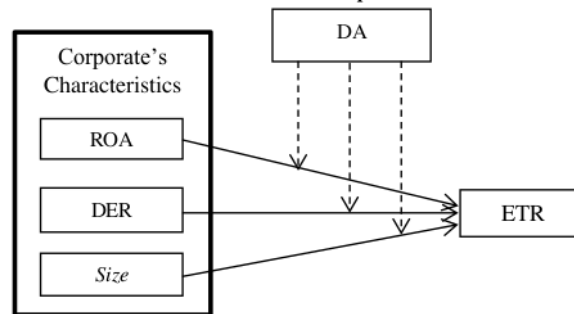 DA
Corporate's
Characteristics
ROA
DER
Size
ETR